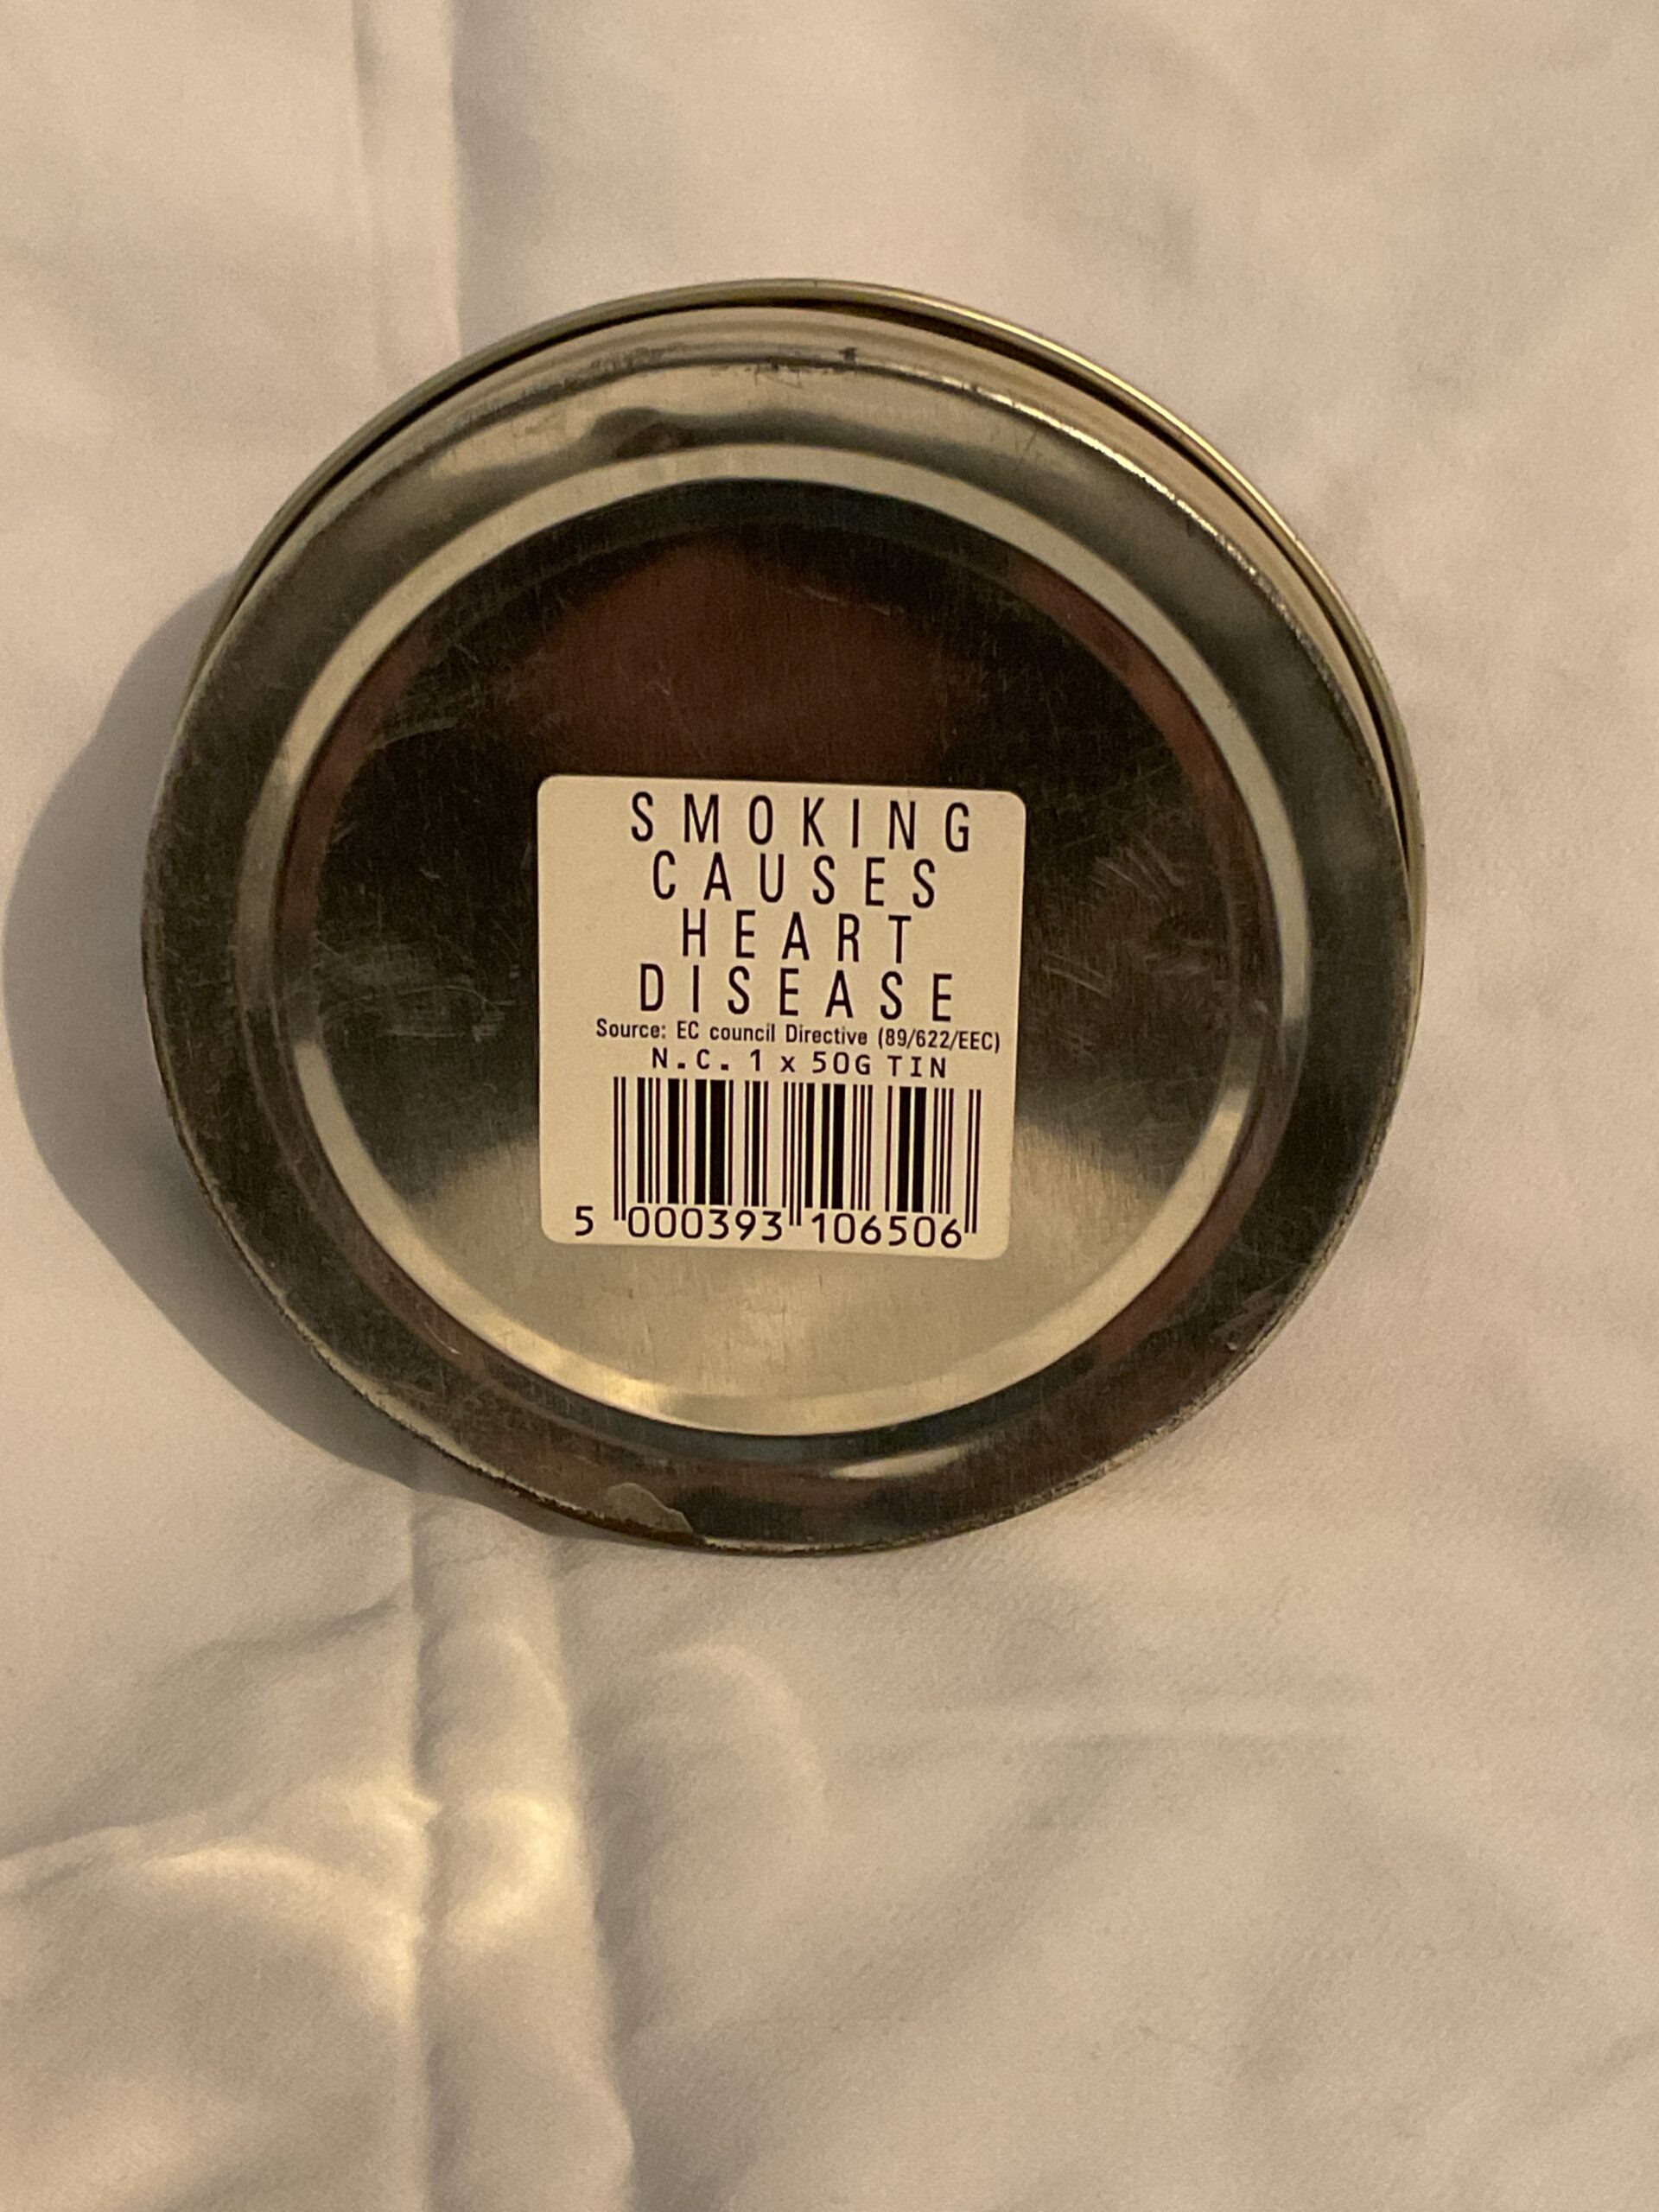 SMOKING
CAUSES
HEART
DISEASE
Source: EC council Directive (89/622/EEC)
N.C. 1 x 50G TIN
5 000393 106506